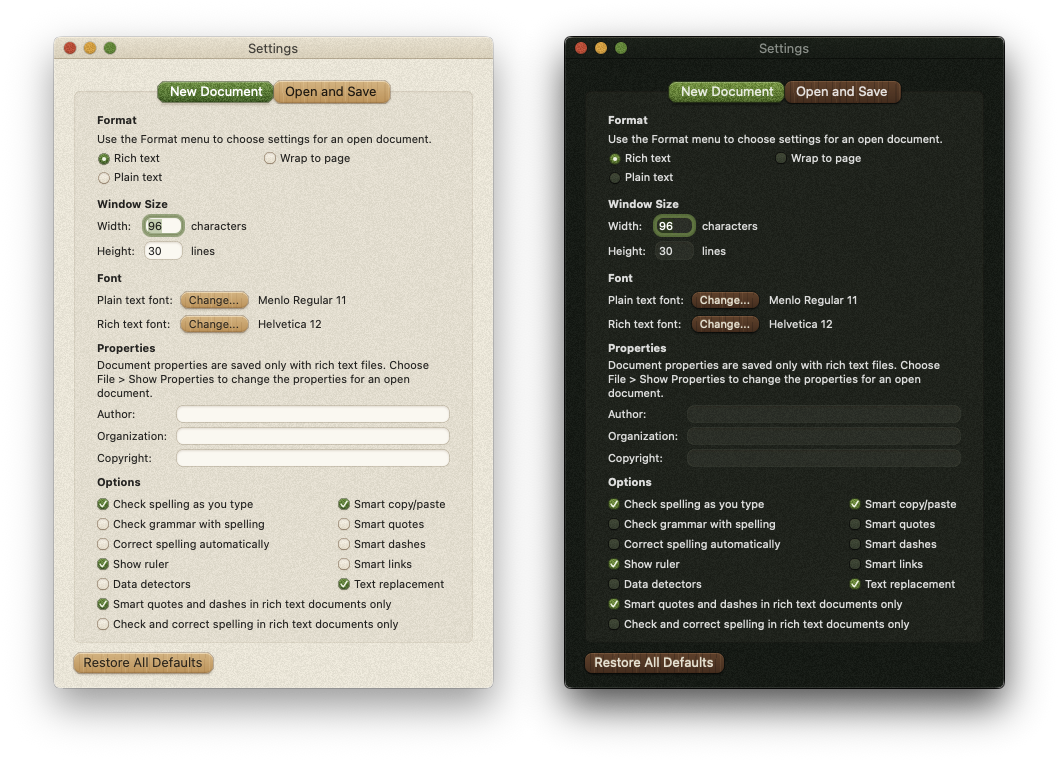 Settings
New Document Open and Save
Format
Use the Format menu to choose settings for an open document.
Rich text Wrap to page
Plain text
Window Size
Width: 96 characters
Height: 30 lines
Font
Plain text font: Change... Menlo Regular 11
Rich text font: Change... Helvetica 12
Properties
Document properties are saved only with rich text files. Choose
File > Show Properties to change the properties for an open
document.
Author:
Organization:
Copyright:
Options
Check spelling as you type Smart copy/paste
Check grammar with spelling Smart quotes
Correct spelling automatically Smart dashes
Show ruler Smart links
Data detectors Text replacement
Smart quotes and dashes in rich text documents only
Check and correct spelling in rich text documents only
Restore All Defaults
Settings
New Document Open and Save
Format
Use the Format menu to choose settings for an open document.
Rich text Wrap to page
Plain text
Window Size
Width: 96 characters
Height: 30 lines
Font
Plain text font: Change... Menlo Regular 11
Rich text font: Change... Helvetica 12
Properties
Document properties are saved only with rich text files. Choose
File > Show Properties to change the properties for an open
document.
Author:
Organization:
Copyright:
Options
Check spelling as you type Smart copy/paste
Check grammar with spelling Smart quotes
Correct spelling automatically Smart dashes
Show ruler Smart links
Data detectors Text replacement
Smart quotes and dashes in rich text documents only
Check and correct spelling in rich text documents only
Restore All Defaults